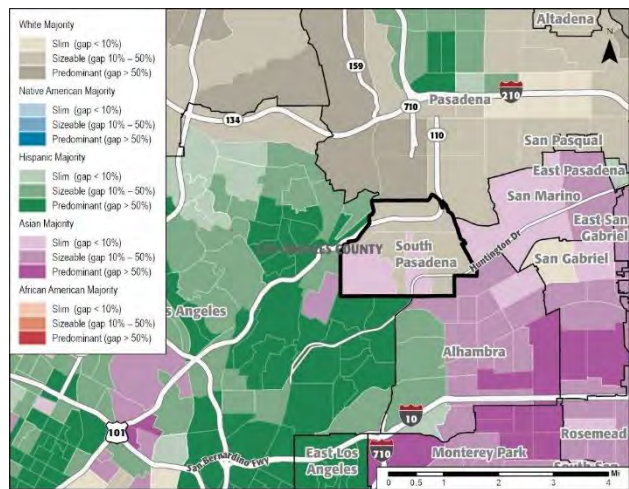 White Majority
Slim (gap < 10%)
Sizeable (gap 10% – 50%)
Predominant (gap > 50%)
Native American Majority
Slim (gap < 10%)
Sizeable (gap 10% – 50%)
Predominant (gap > 50%)
Hispanic Majority
Slim (gap < 10%)
Sizeable (gap 10% – 50%)
Predominant (gap > 50%)
Asian Majority
Slim (gap < 10%)
Sizeable (gap 10% – 50%)
Predominant (gap > 50%)
African American Majority
Slim (gap < 10%)
Sizeable (gap 10% – 50%)
Predominant (gap > 50%)
Altadena
N
159
710
Pasadena
210
134
110
San Pasqual
East Pasadena
San Marino
East San
Gabriel
COUNTY
South
Pasadena
Huntington Dr
San Gabriel
Angeles
Alhambra
101
10
San Bernardino Fwy
East Los
Angeles
710
Monterey Park
Rosemead
Mi
0 0.5 1 2 3 4